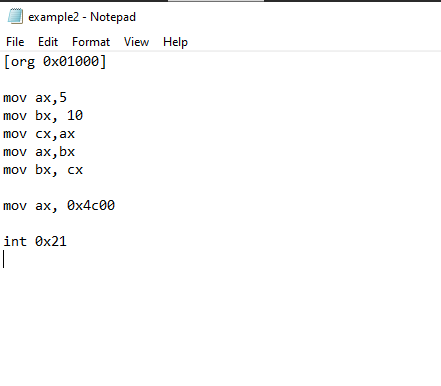 example2 - Notepad
File Edit Format View Help
[org 0x01000]
mov ax,5
mov bx, 10
mov cx,ax
mov ax,bx
mov bx, cx
mov ax, 0x4c00
int 0x21